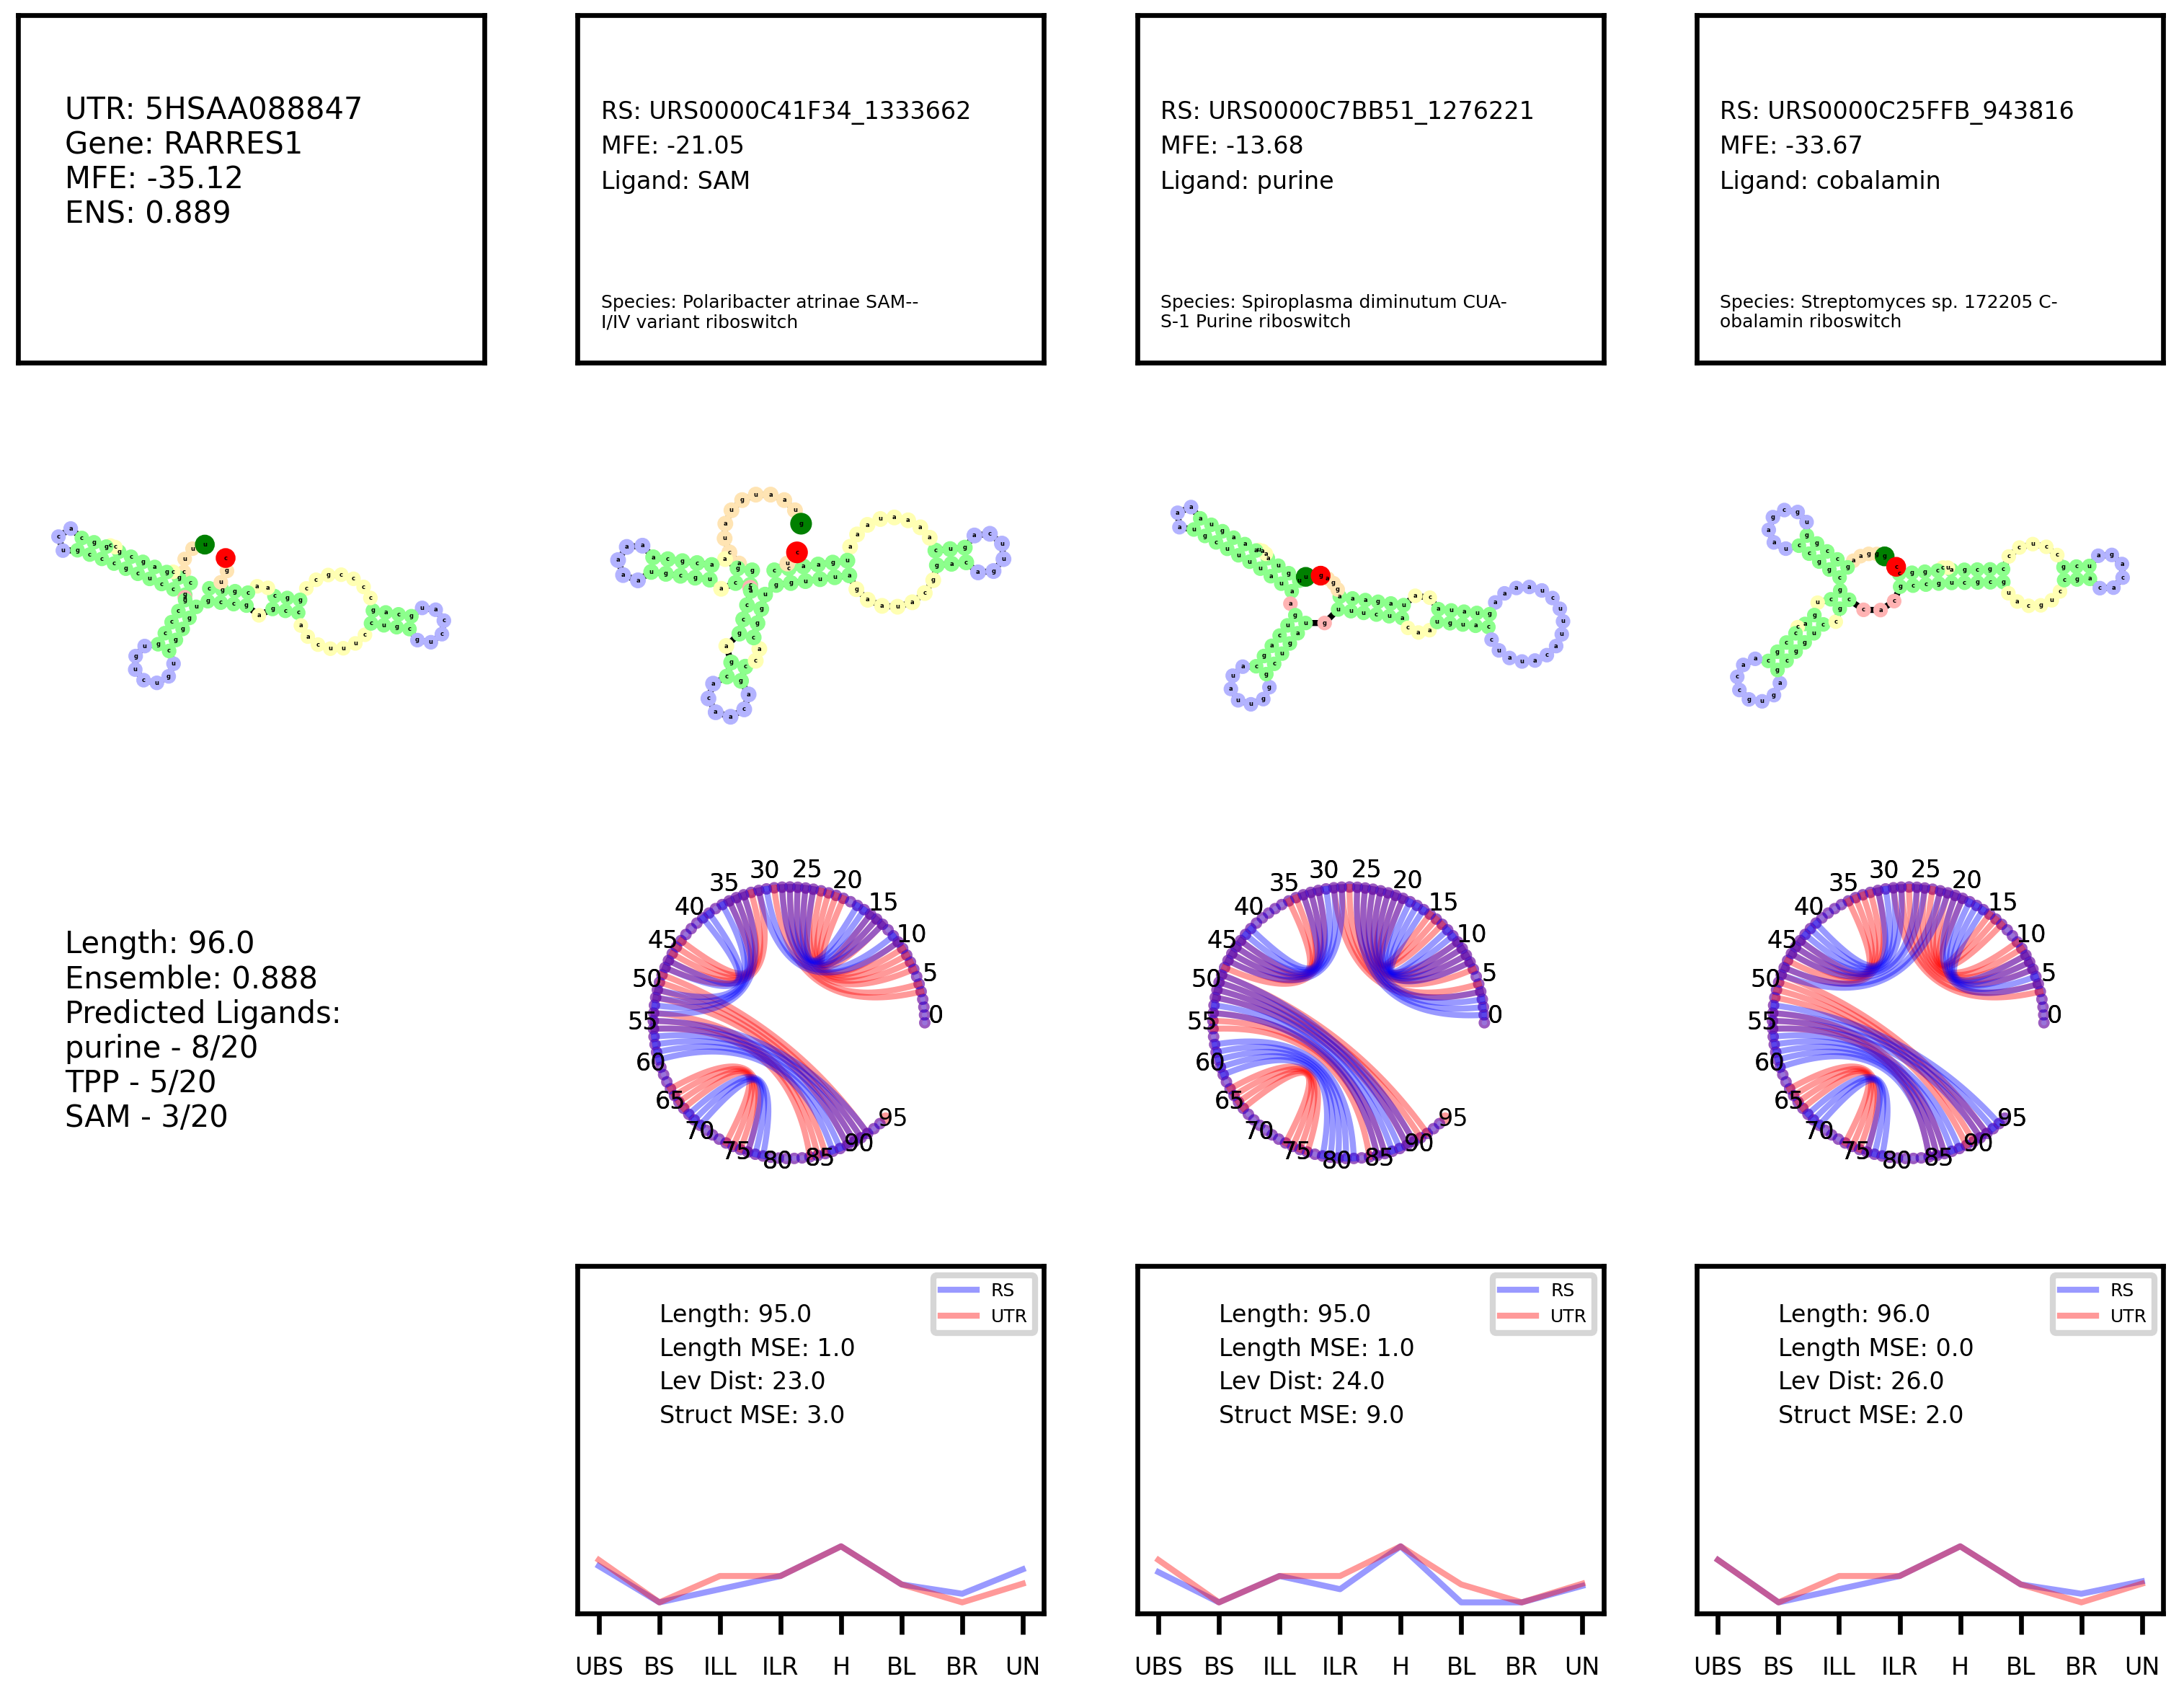 UTR: 5HSAA088847
Gene: RARRES1
MFE: -35.12
ENS: 0.889
RS: URS0000C41F34_1333662
MFE: -21.05
Ligand: SAM
Species: Polaribacter atrinae SAM--
I/IV variant riboswitch
RS: URS0000C7BB51_1276221
MFE: -13.68
Ligand: purine
Species: Spiroplasma diminutum CUA-
S-1 Purine riboswitch
RS: URS0000C25FFB_943816
MFE: -33.67
Ligand: cobalamin
Species: Streptomyces sp. 172205 C-
obalamin riboswitch
Length: 96.0
Ensemble: 0.888
Predicted Ligands:
purine - 8/20
TPP - 5/20
SAM - 3/20
0 5 10 15 20 25 30 35 40 45 50 55 60 65 70 75 80 85 90 95
0 5 10 15 20 25 30 35 40 45 50 55 60 65 70 75 80 85 90 95
0 5 10 15 20 25 30 35 40 45 50 55 60 65 70 75 80 85 90 95
RS
UTR
Length: 95.0
Length MSE: 1.0
Lev Dist: 23.0
Struct MSE: 3.0
UBS BS ILL ILR H BL BR UN
RS
UTR
Length: 95.0
Length MSE: 1.0
Lev Dist: 24.0
Struct MSE: 9.0
UBS BS ILL ILR H BL BR UN
RS
UTR
Length: 96.0
Length MSE: 0.0
Lev Dist: 26.0
Struct MSE: 2.0
UBS BS ILL ILR H BL BR UN